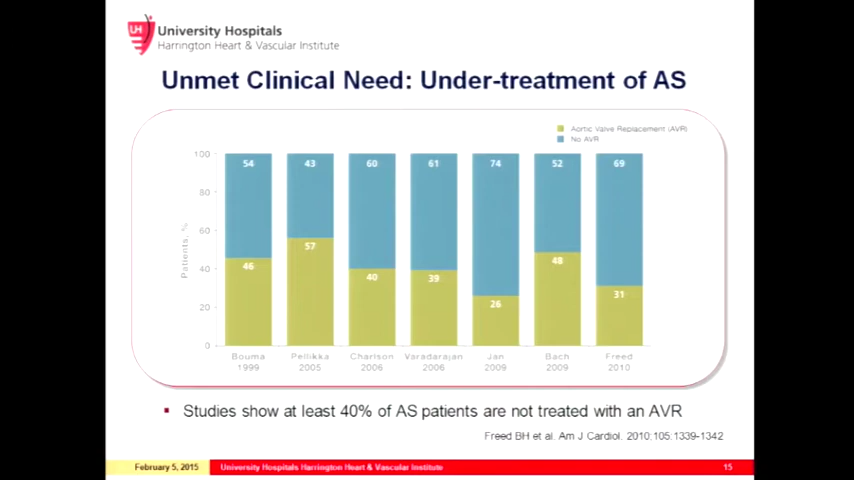 UH
University Hospitals
Harrington Heart & Vascular Institute
Unmet Clinical Need: Under-treatment of AS
Aortic Valve Replacement (AVR)
No AVR
Patients, %
100
80
60
40
20
0
54 43 60 61 74 52 69
46 57 40 39 26 48 31
Bouma Pellikka Charlson Varadarajan Jan Bach Freed
1999 2005 2006 2006 2009 2009 2010
▪ Studies show at least 40% of AS patients are not treated with an AVR
Freed BH et al. Am J Cardiol. 2010;105:1339-1342
February 5, 2015 University Hospitals Harrington Heart & Vascular Institute 15